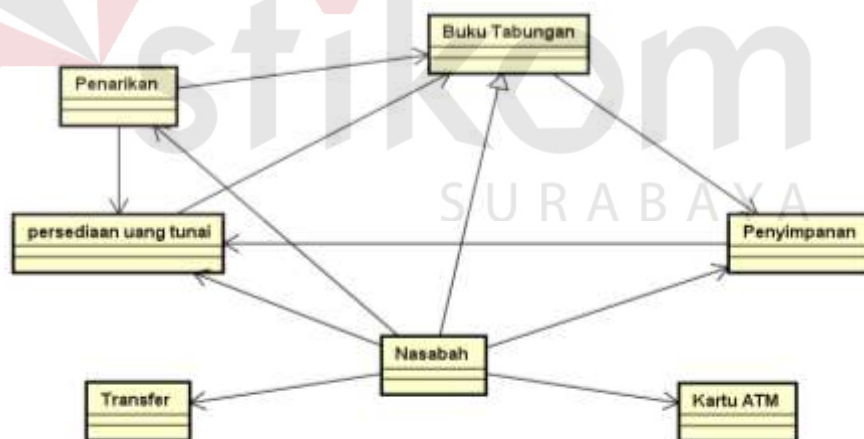 stikom
SURABAYA
Buku Tabungan
Penarikan
persediaan uang tunai
Penyimpanan
Nasabah
Transfer
Kartu ATM